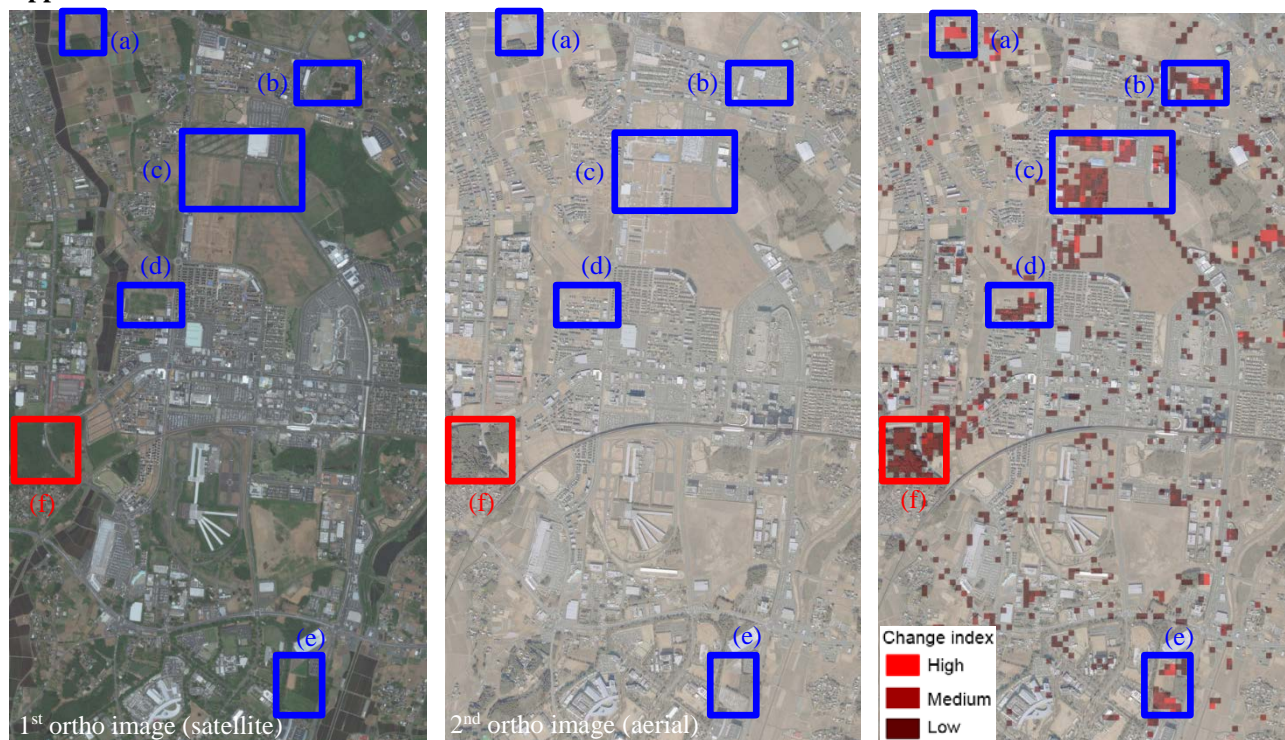 (a)
(b)
(c)
(d)
(e)
(f)
1st ortho image (satellite)
(a)
(b)
(c)
(d)
(e)
(f)
2nd ortho image (aerial)
(a)
(b)
(c)
(d)
(e)
(f)
Change index
High
Medium
Low